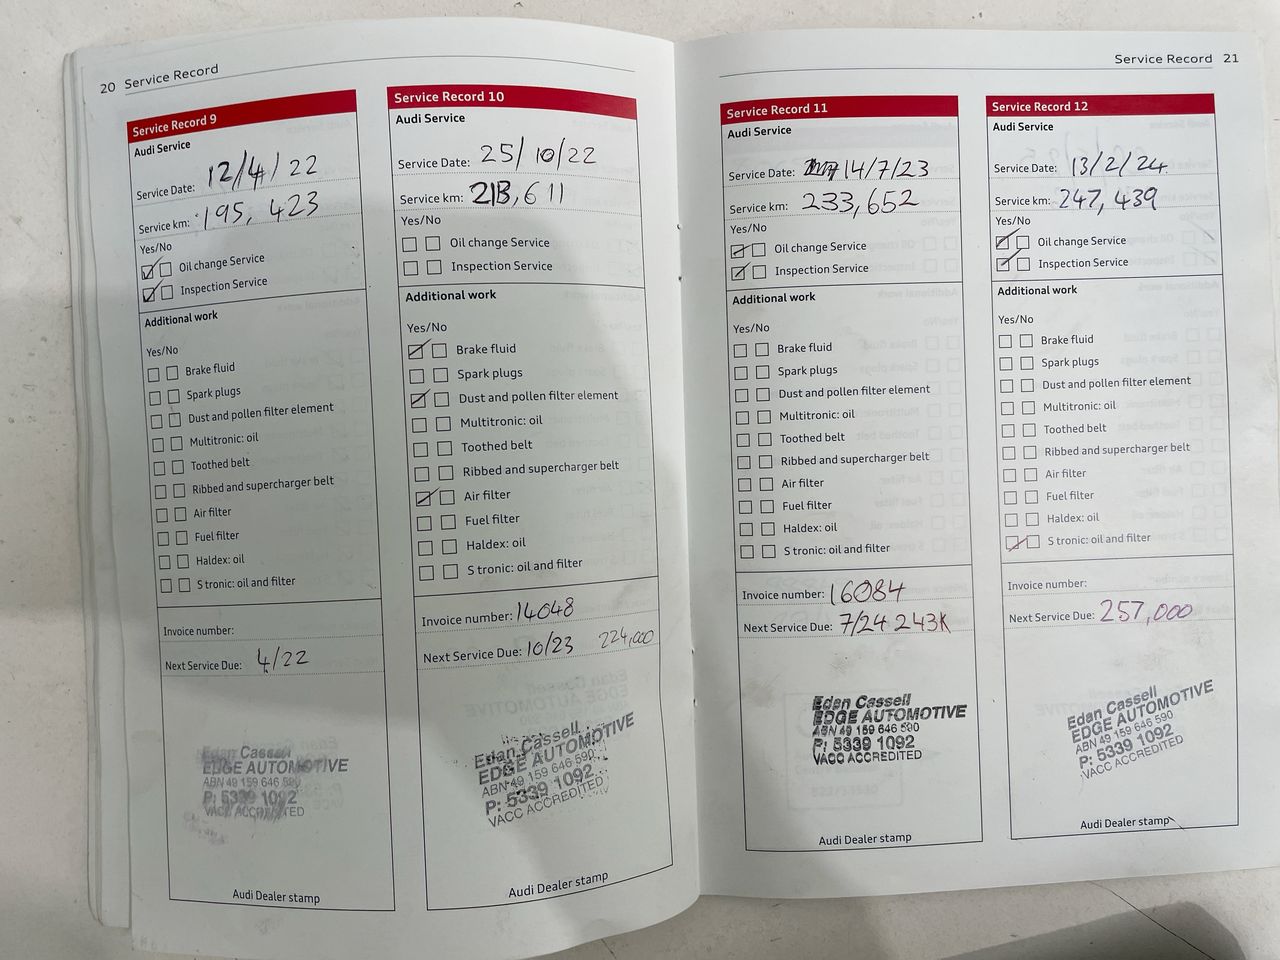 20 Service Record
Service Record 9
Audi Service
Service Date: 12/4/22
Service km: 195, 423
Yes/No
Oil change Service
Inspection Service
Additional work
Yes/No
Brake fluid
Spark plugs
Dust and pollen filter element
Multitronic: oil
Toothed belt
Ribbed and supercharger belt
Air filter
Fuel filter
Haldex: oil
S tronic: oil and filter
Invoice number:
Next Service Due: 4/22
Edan Cassell
EDGE AUTOMOTIVE
ABN 49 159 646 590
P: 5339 1092
VACC ACCREDITED
Audi Dealer stamp
Service Record 10
Audi Service
Service Date: 25/10/22
Service km: 213,611
Yes/No
Oil change Service
Inspection Service
Additional work
Yes/No
Brake fluid
Spark plugs
Dust and pollen filter element
Multitronic: oil
Toothed belt
Ribbed and supercharger belt
Air filter
Fuel filter
Haldex: oil
S tronic: oil and filter
Invoice number: 14048
Next Service Due: 10/23 224,000
Edan Cassell
EDGE AUTOMOTIVE
ABN 49 159 646 590
P: 5339 1092
VACC ACCREDITED
Audi Dealer stamp
Service Record 21
Service Record 11
Audi Service
Service Date: 14/7/23
Service km: 233,652
Yes/No
Oil change Service
Inspection Service
Additional work
Yes/No
Brake fluid
Spark plugs
Dust and pollen filter element
Multitronic: oil
Toothed belt
Ribbed and supercharger belt
Air filter
Fuel filter
Haldex: oil
S tronic: oil and filter
Invoice number: 16084
Next Service Due: 7/24 243K
Edan Cassell
EDGE AUTOMOTIVE
ABN 49 159 646 590
P: 5339 1092
VACC ACCREDITED
Audi Dealer stamp
Service Record 12
Audi Service
Service Date: 13/2/24
Service km: 247,439
Yes/No
Oil change Service
Inspection Service
Additional work
Yes/No
Brake fluid
Spark plugs
Dust and pollen filter element
Multitronic: oil
Toothed belt
Ribbed and supercharger belt
Air filter
Fuel filter
Haldex: oil
S tronic: oil and filter
Invoice number:
Next Service Due: 257,000
Edan Cassell
EDGE AUTOMOTIVE
ABN 49 159 646 590
P: 5339 1092
VACC ACCREDITED
Audi Dealer stamp